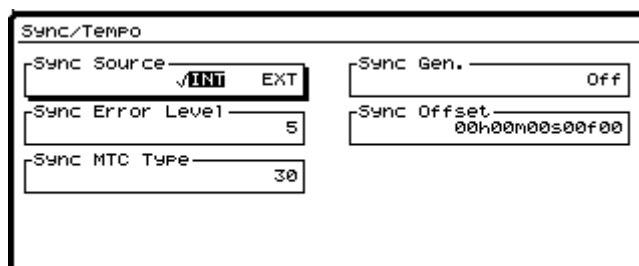 Sync/Tempo
Sync Source
√INT EXT
Sync Gen.
Off
Sync Error Level
5
Sync Offset
00h00m00s00f00
Sync MTC Type
30